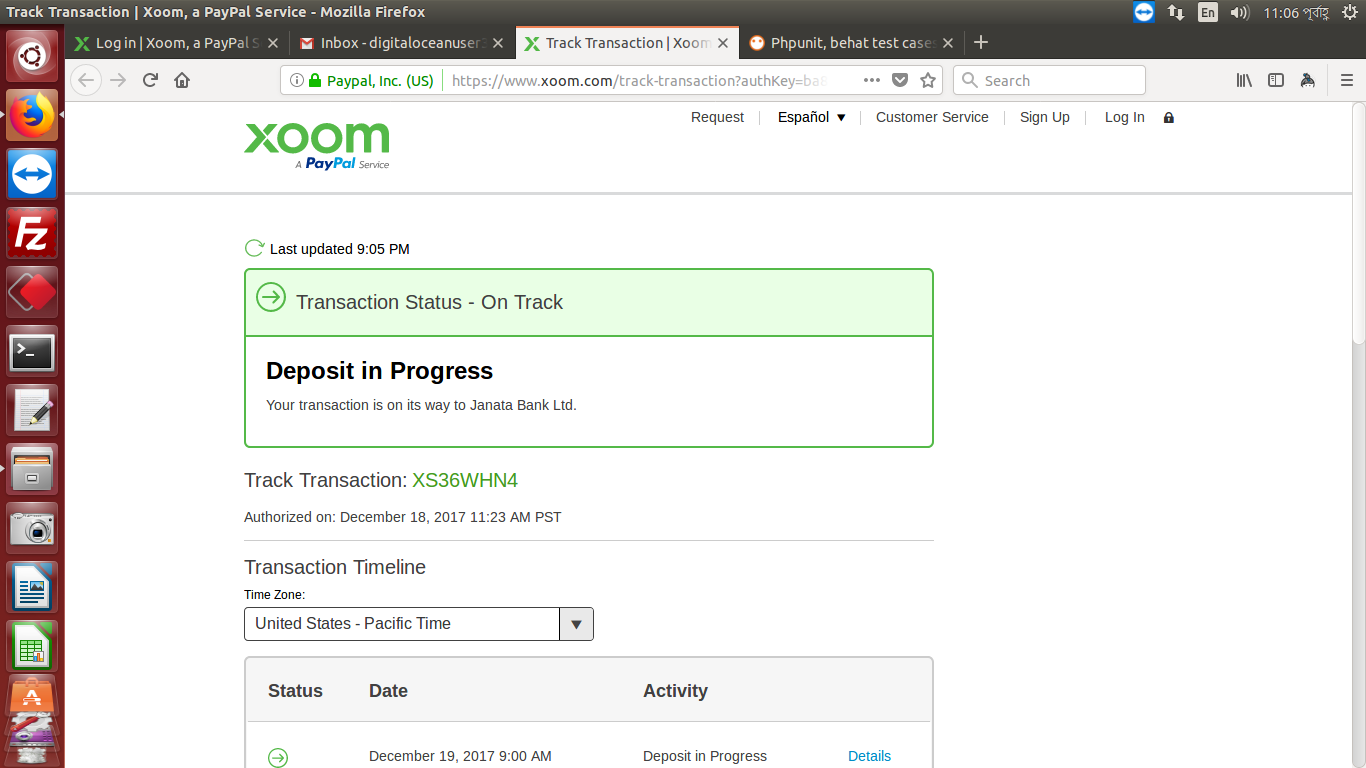 Track Transaction | Xoom, a PayPal Service - Mozilla Firefox
En
11:06 পূর্বাহ্ণ
Log in | Xoom, a PayPal S
Inbox - digitaloceanuser3
Track Transaction | Xoom
Phpunit, behat test cases
Paypal, Inc. (US)
https://www.xoom.com/track-transaction?authKey=ba
Search
Request
Español
Customer Service
Sign Up
Log In
xoom
A PayPal Service
Last updated 9:05 PM
Transaction Status - On Track
Deposit in Progress
Your transaction is on its way to Janata Bank Ltd.
Track Transaction: XS36WHN4
Authorized on: December 18, 2017 11:23 AM PST
Transaction Timeline
Time Zone:
United States - Pacific Time
Status Date Activity
December 19, 2017 9:00 AM Deposit in Progress Details